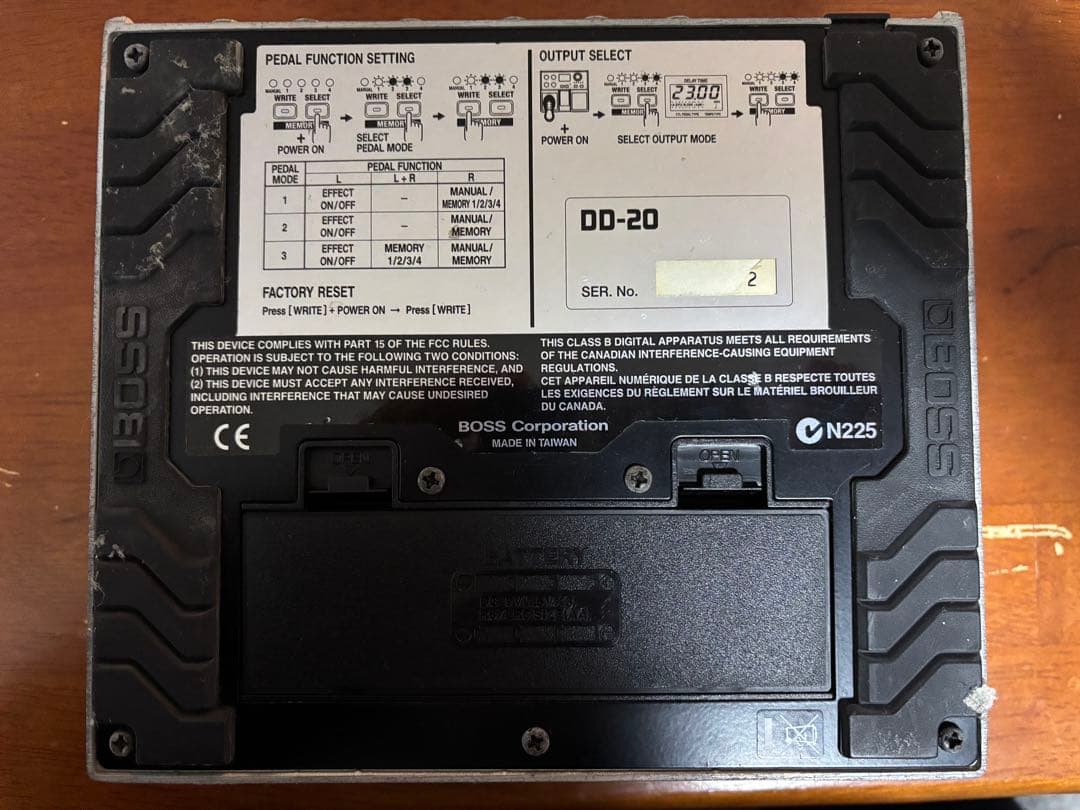 PEDAL FUNCTION SETTING
MANUAL 1 2 3 4
WRITE SELECT
MEMORY
+
POWER ON
WRITE SELECT
SELECT
PEDAL MODE
WRITE SELECT
PEDAL MODE
PEDAL FUNCTION
L
L + R
R
1
EFFECT ON/OFF
–
MANUAL / MEMORY 1/2/3/4
2
EFFECT ON/OFF
–
MANUAL/ MEMORY
3
EFFECT ON/OFF
MEMORY 1/2/3/4
MANUAL/ MEMORY
FACTORY RESET
Press [ WRITE ] + POWER ON → Press [ WRITE ]
OUTPUT SELECT
+
POWER ON
WRITE SELECT
DELAY TIME
23.00
WRITE SELECT
SELECT OUTPUT MODE
DD-20
SER. No.
2
THIS DEVICE COMPLIES WITH PART 15 OF THE FCC RULES.
OPERATION IS SUBJECT TO THE FOLLOWING TWO CONDITIONS:
(1) THIS DEVICE MAY NOT CAUSE HARMFUL INTERFERENCE, AND
(2) THIS DEVICE MUST ACCEPT ANY INTERFERENCE RECEIVED,
INCLUDING INTERFERENCE THAT MAY CAUSE UNDESIRED
OPERATION.
THIS CLASS B DIGITAL APPARATUS MEETS ALL REQUIREMENTS
OF THE CANADIAN INTERFERENCE-CAUSING EQUIPMENT
REGULATIONS.
CET APPAREIL NUMÉRIQUE DE LA CLASSE B RESPECTE TOUTES
LES EXIGENCES DU RÈGLEMENT SUR LE MATÉRIEL BROUILLEUR
DU CANADA.
CE
BOSS Corporation
MADE IN TAIWAN
N225
BOSS
BOSS
OPEN
OPEN
BATTERY